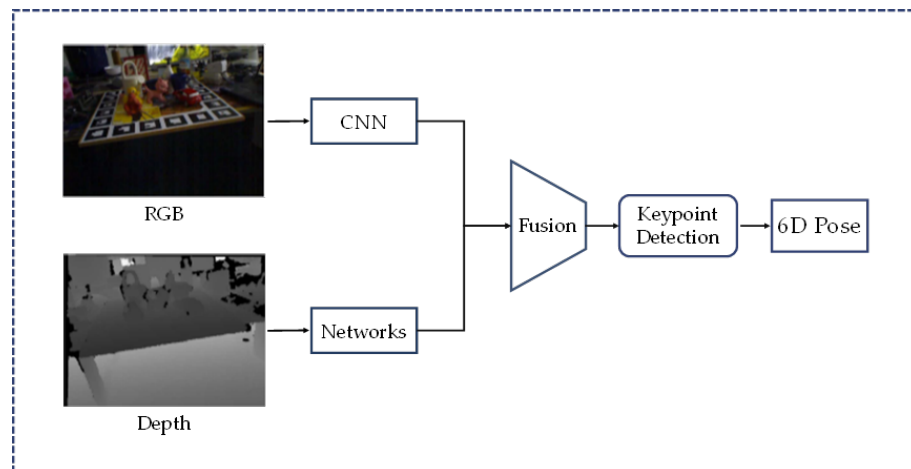 RGB
CNN
Depth
Networks
Fusion
Keypoint
Detection
6D Pose